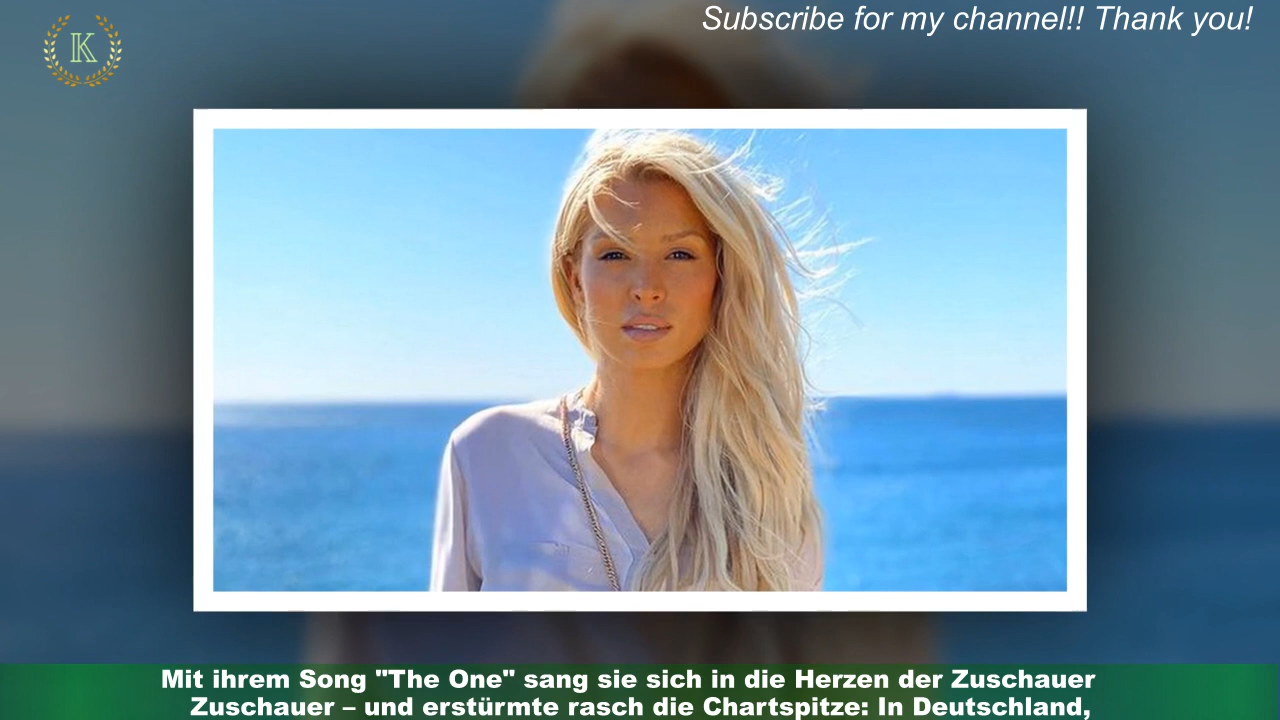 Subscribe for my channel!! Thank you!
K
Mit ihrem Song "The One" sang sie sich in die Herzen der Zuschauer
Zuschauer – und erstürmte rasch die Chartspitze: In Deutschland,